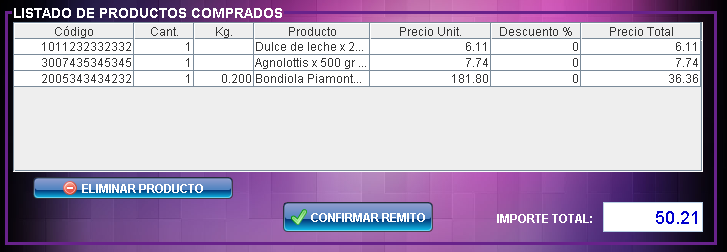 LISTADO DE PRODUCTOS COMPRADOS
Código Cant. Kg. Producto Precio Unit. Descuento % Precio Total
1011232332332 1 Dulce de leche x 2... 6.11 0 6.11
3007435345345 1 Agnolottis x 500 gr ... 7.74 0 7.74
2005343434232 1 0.200 Bondiola Piamont... 181.80 0 36.36
ELIMINAR PRODUCTO
CONFIRMAR REMITO
IMPORTE TOTAL: 50.21